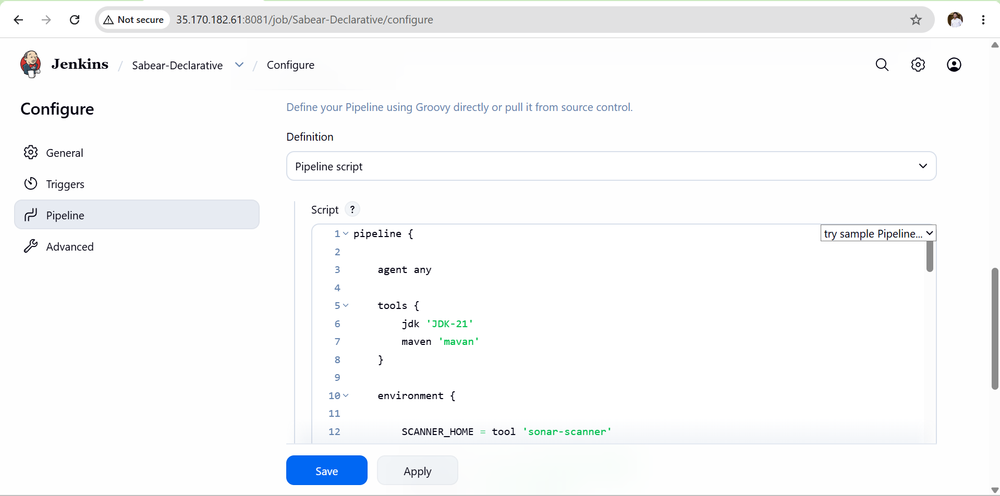 Not secure 35.170.182.61:8081/job/Sabear-Declarative/configure
Jenkins / Sabear-Declarative / Configure
Configure
General
Triggers
Pipeline
Advanced
Define your Pipeline using Groovy directly or pull it from source control.
Definition
Pipeline script
Script ?
try sample Pipeline...
1 pipeline {
2
3 agent any
4
5 tools {
6 jdk 'JDK-21'
7 maven 'mavan'
8 }
9
10 environment {
11
12 SCANNER_HOME = tool 'sonar-scanner'
Save Apply